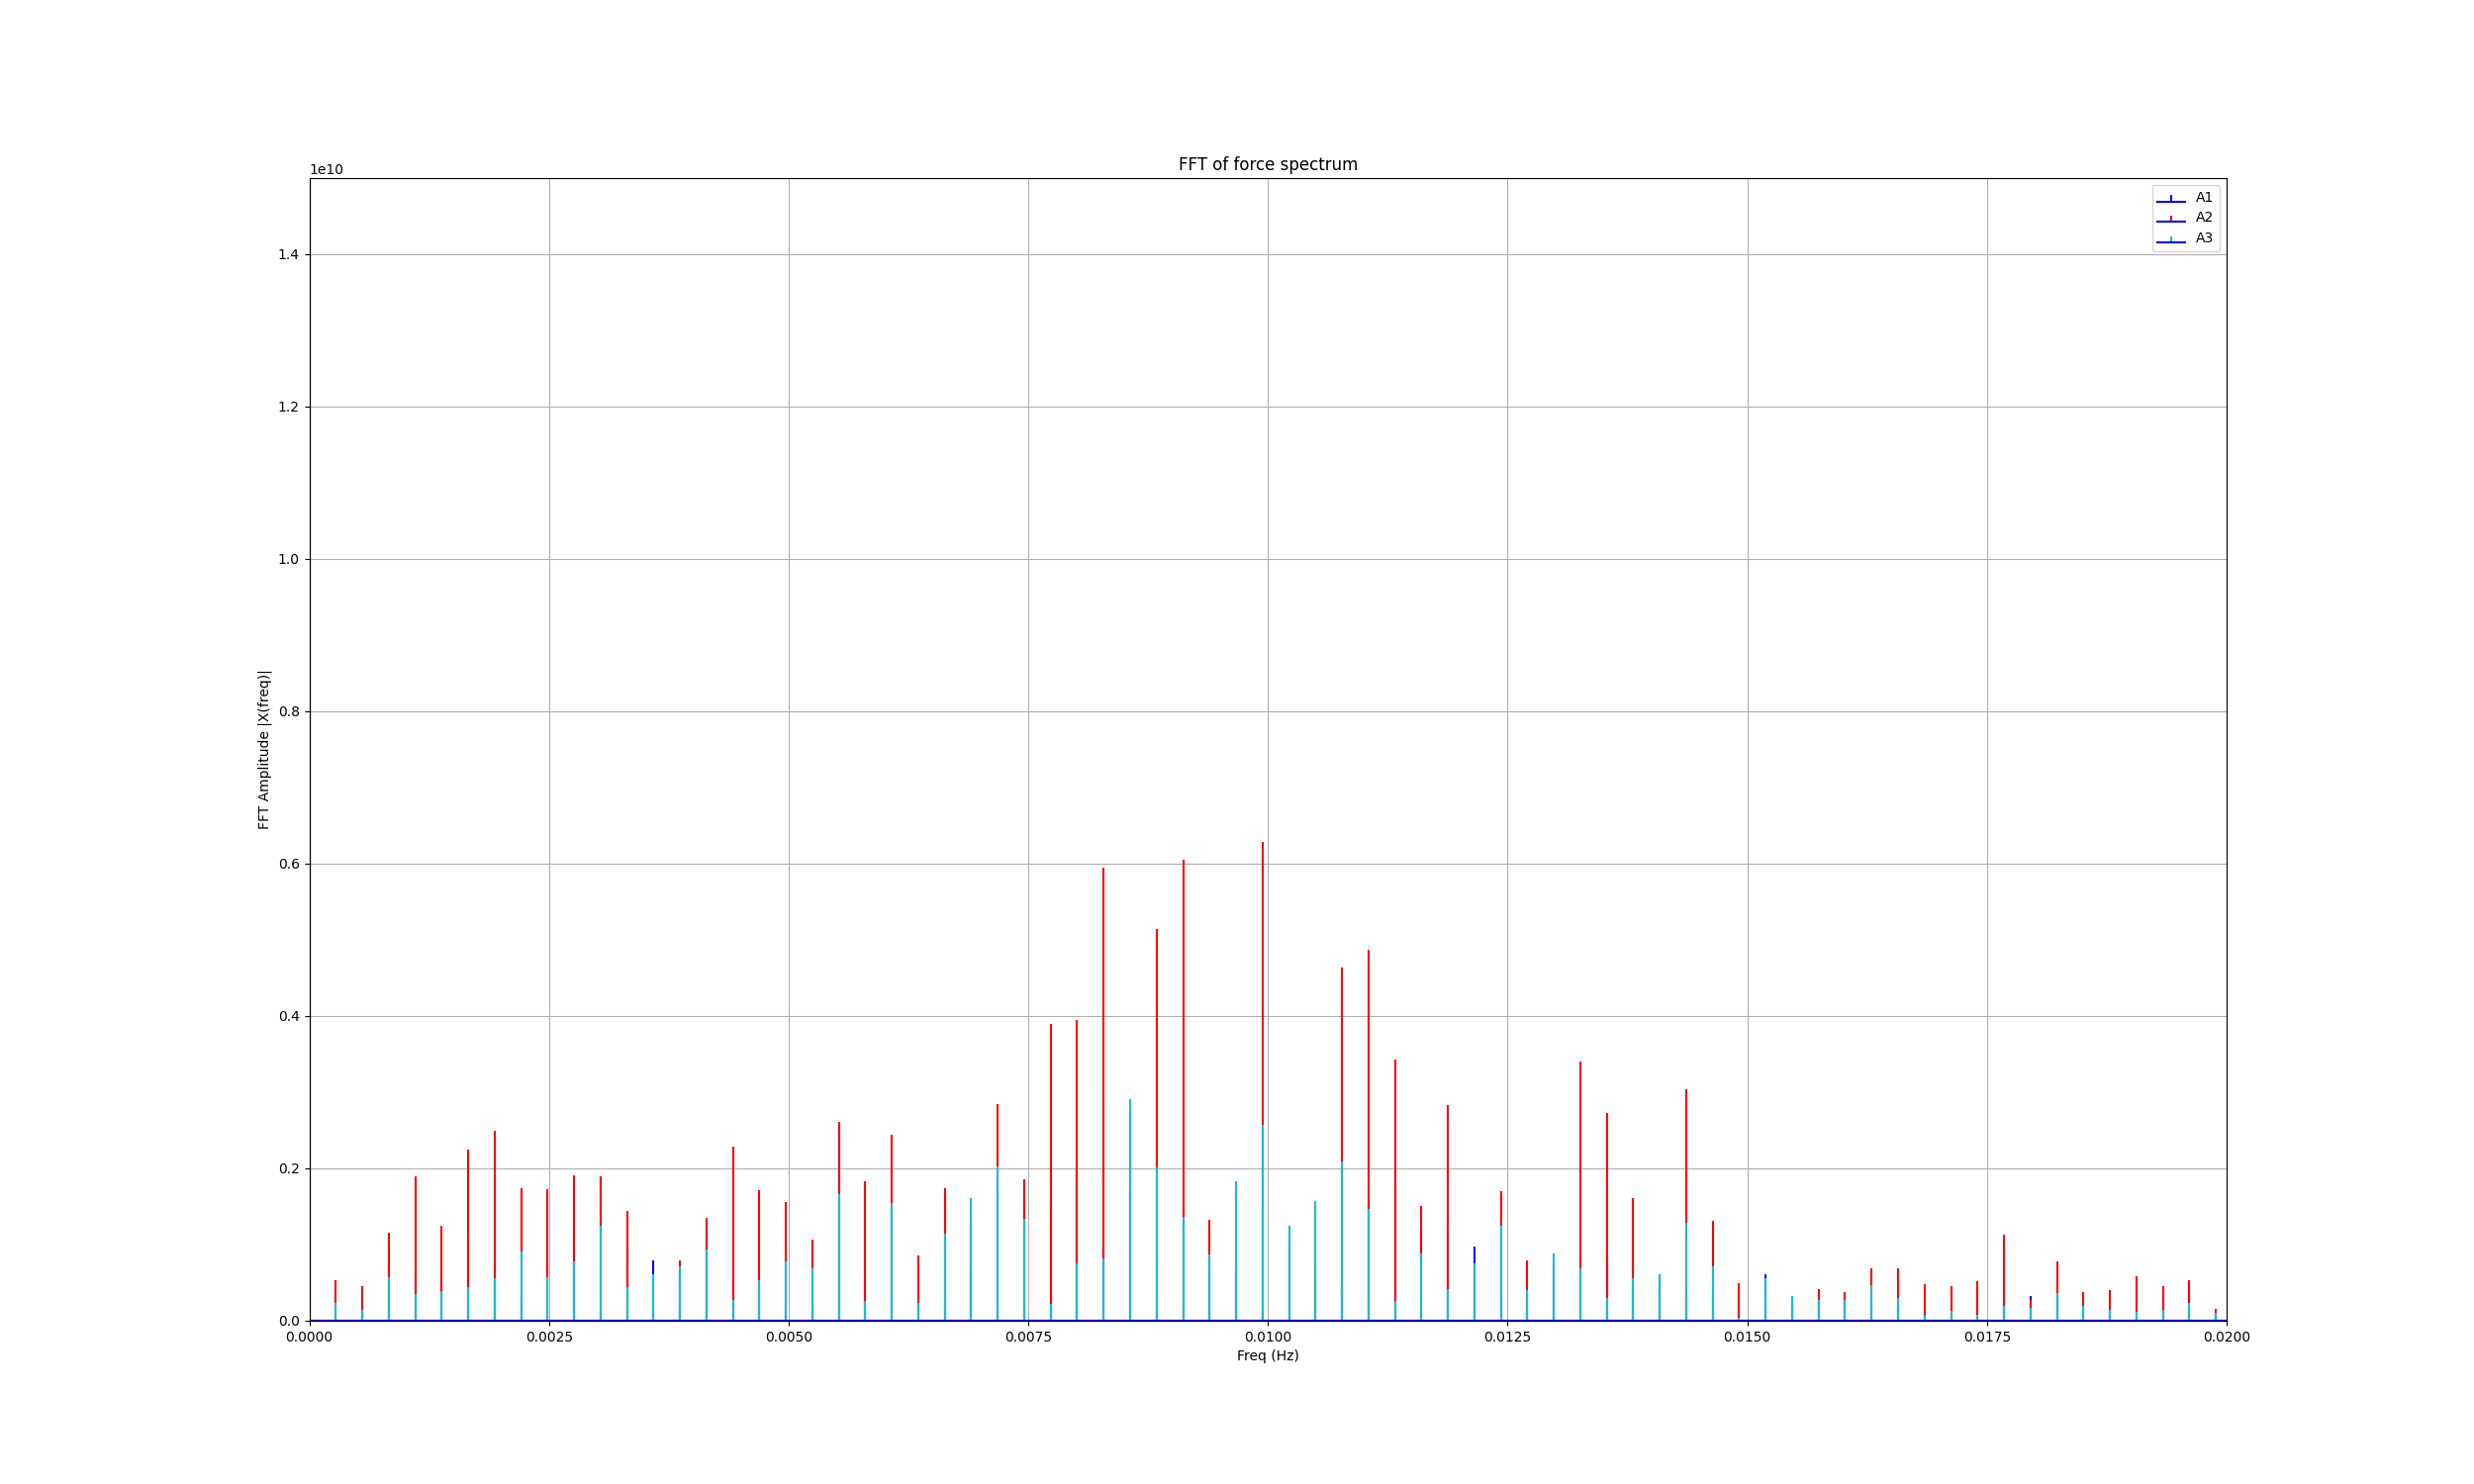 FFT of force spectrum
1e10
A1
A2
A3
1.4
1.2
1.0
0.8
0.6
0.4
0.2
0.0
FFT Amplitude |X(freq)|
0.0000 0.0025 0.0050 0.0075 0.0100 0.0125 0.0150 0.0175 0.0200
Freq (Hz)